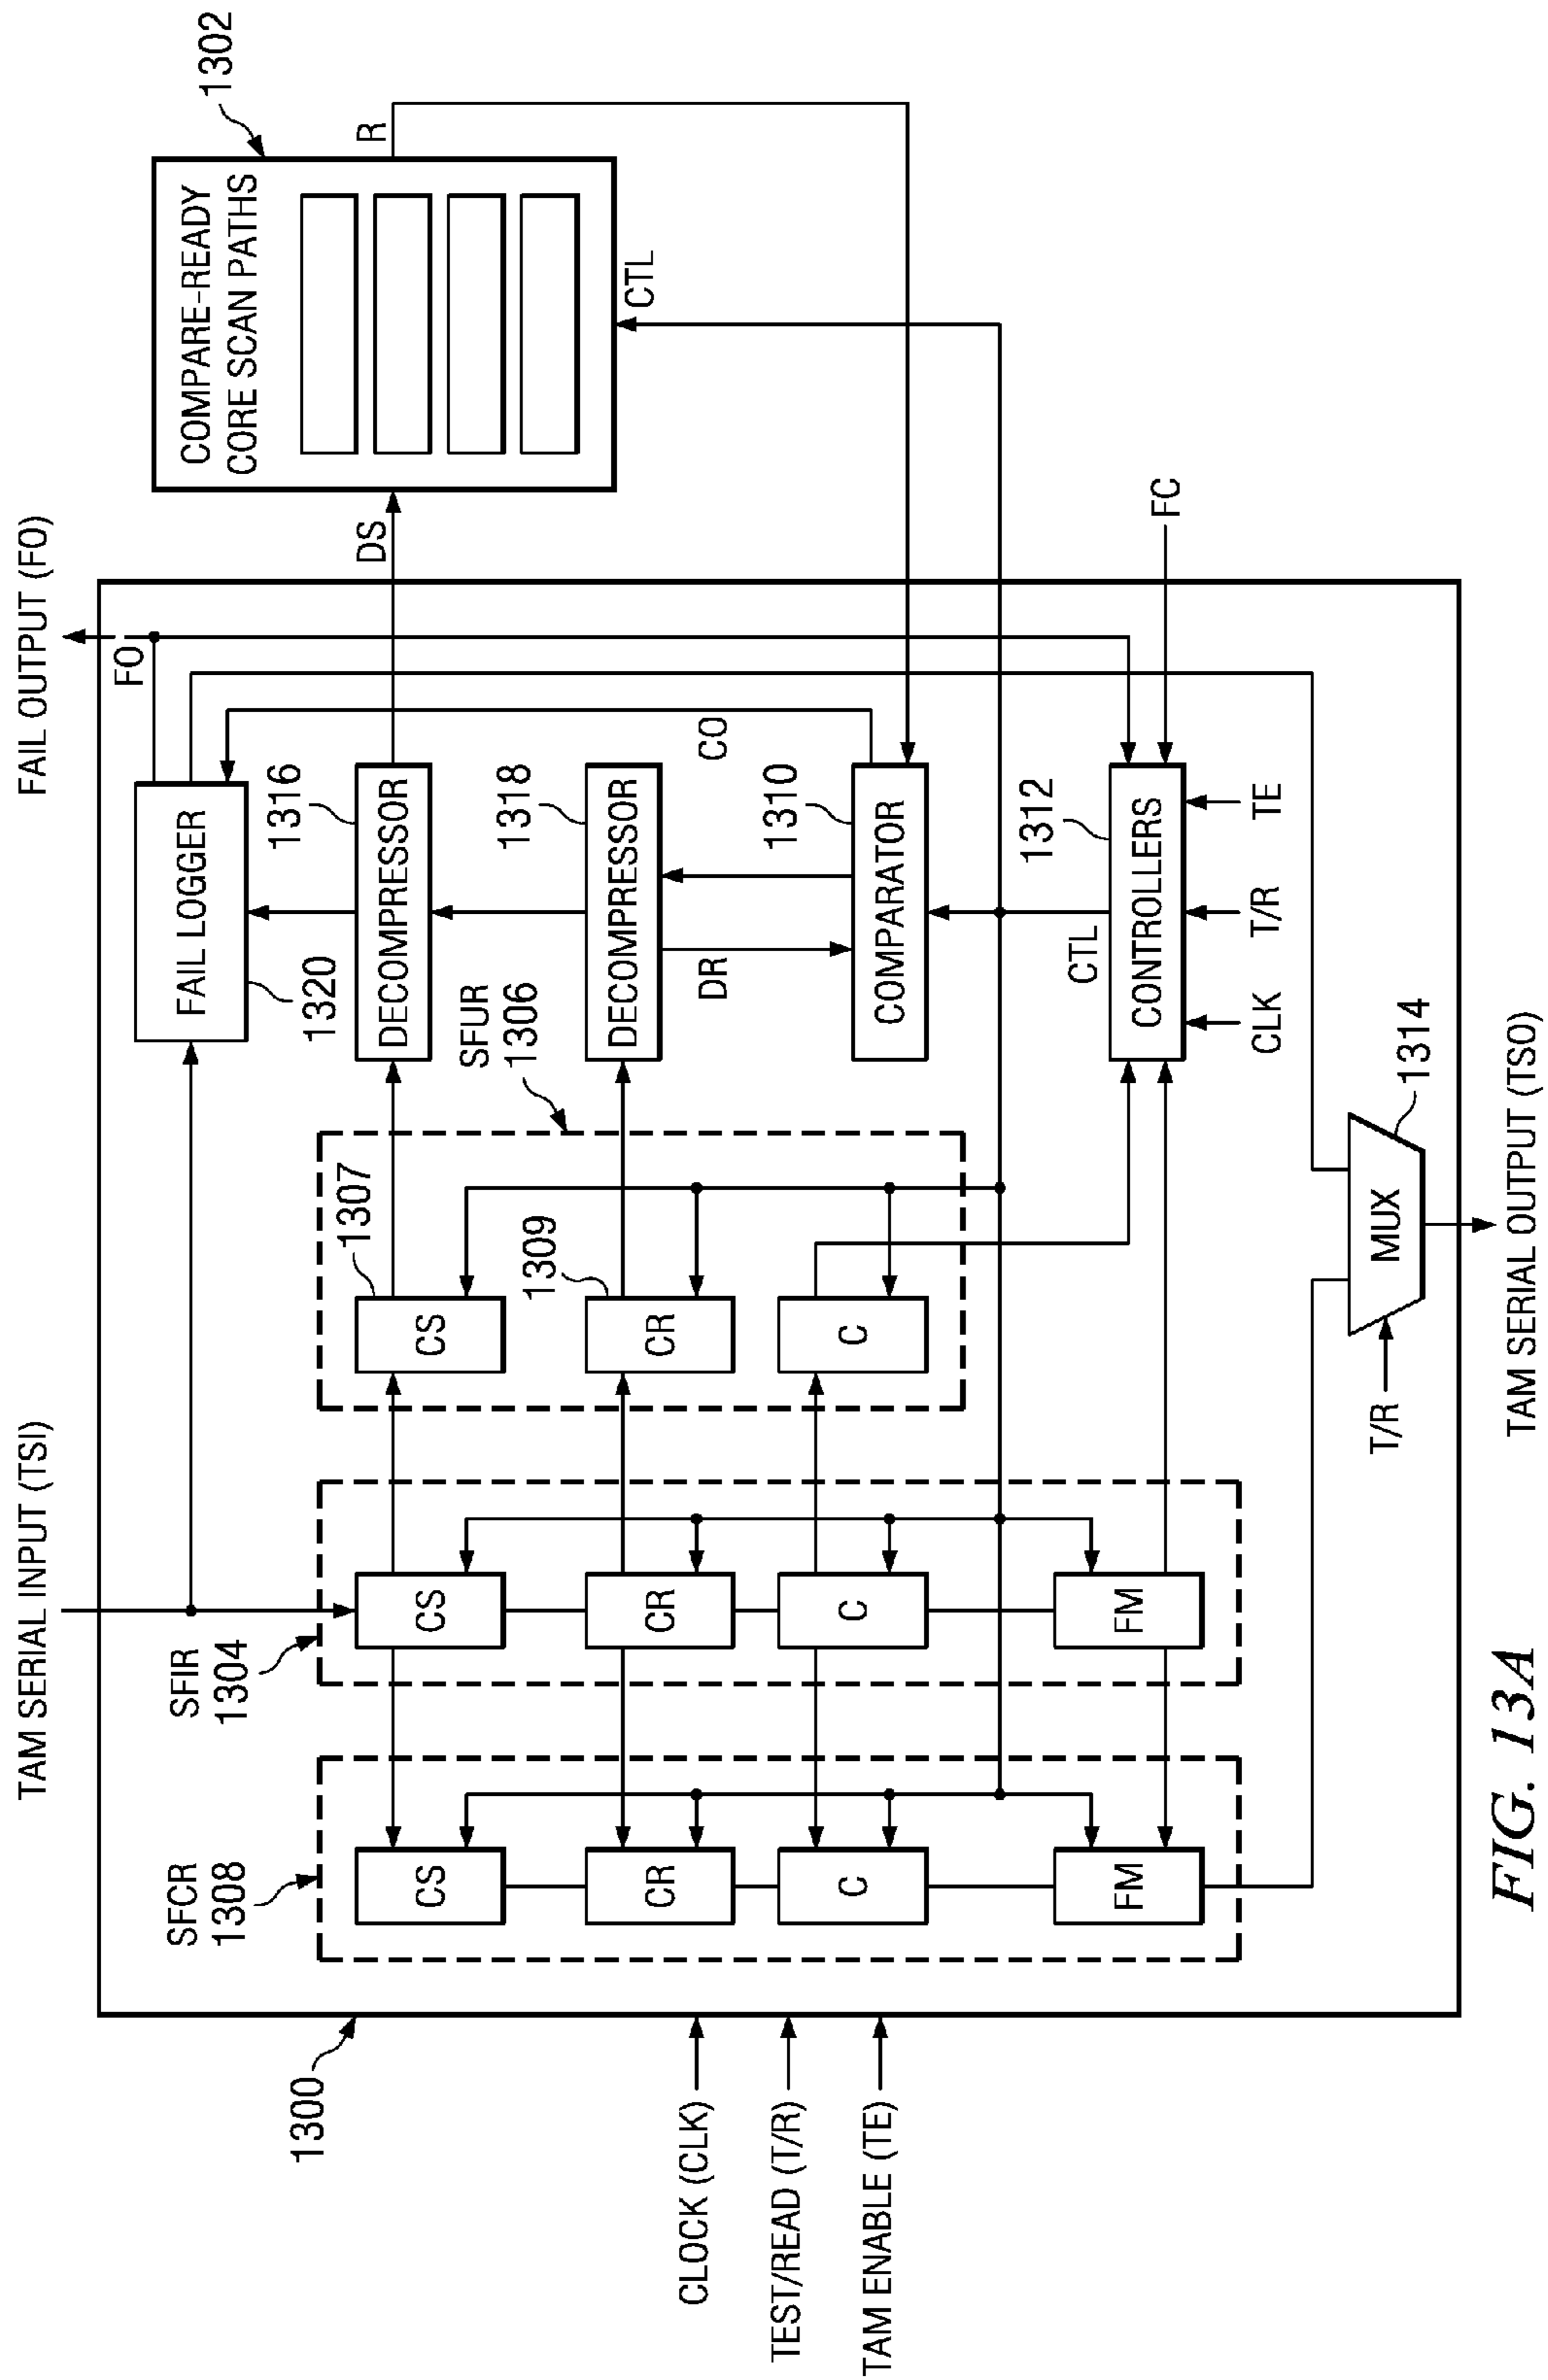 TAM SERIAL INPUT (TSI)
FAIL OUTPUT (FO)
1300
SFCR
1308
SFIR
1304
FO
FAIL LOGGER
1320
1302
COMPARE-READY
CORE SCAN PATHS
R
CTL
DS
1316
DECOMPRESSOR
CS
CS
CS
1307
SFUR
1306
1318
DECOMPRESSOR
CR
CR
CR
1309
DR
CO
1310
COMPARATOR
C
C
C
CLOCK (CLK)
TEST/READ (T/R)
TAM ENABLE (TE)
CTL
1312
CONTROLLERS
FC
FM
FM
CLK
T/R
TE
T/R
MUX
1314
TAM SERIAL OUTPUT (TSO)
FIG. 13A